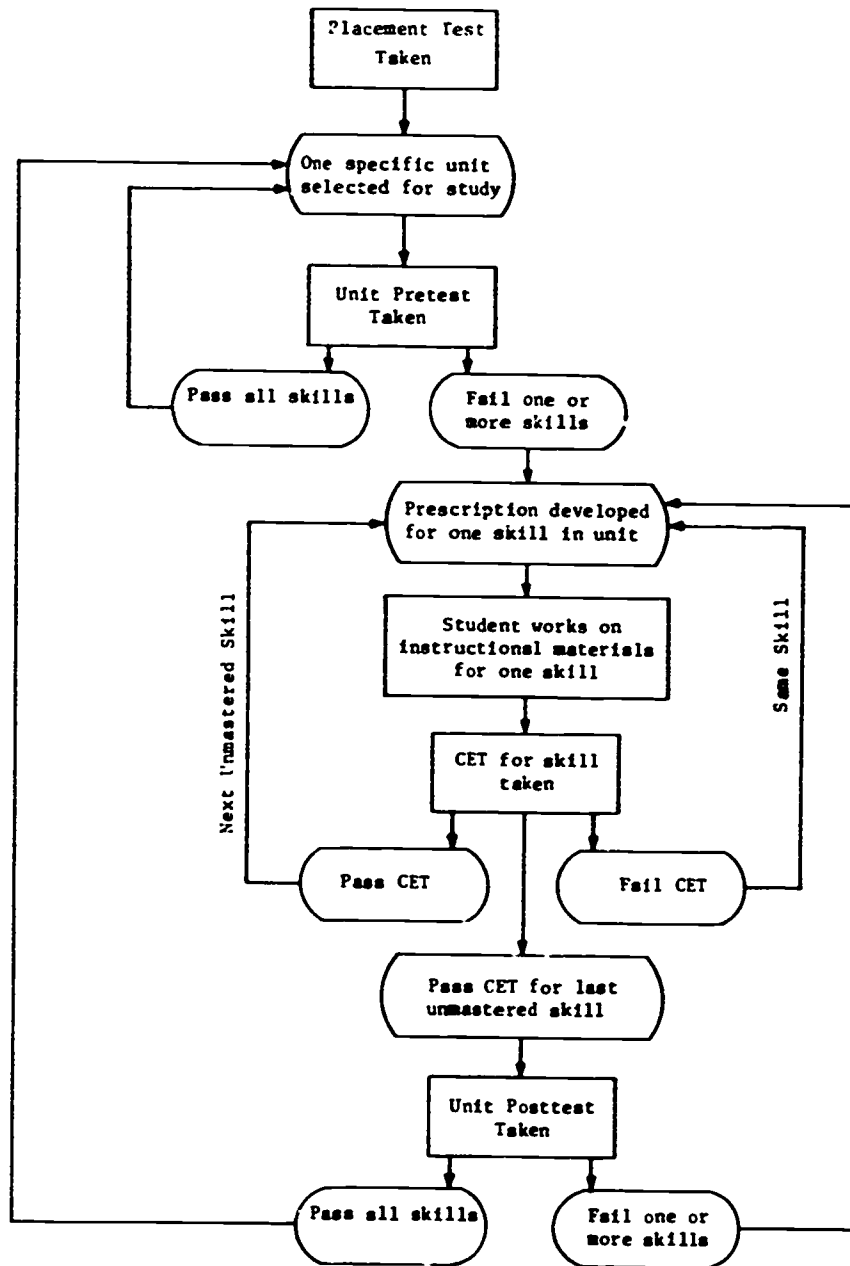 Placement Test
Taken
One specific unit
selected for study
Unit Pretest
Taken
Pass all skills
Fail one or
more skills
Prescription developed
for one skill in unit
Next Unmastered Skill
Same Skill
Student works on
instructional materials
for one skill
CET for skill
taken
Pass CET
Fail CET
Pass CET for last
unmastered skill
Unit Posttest
Taken
Pass all skills
Fail one or
more skills